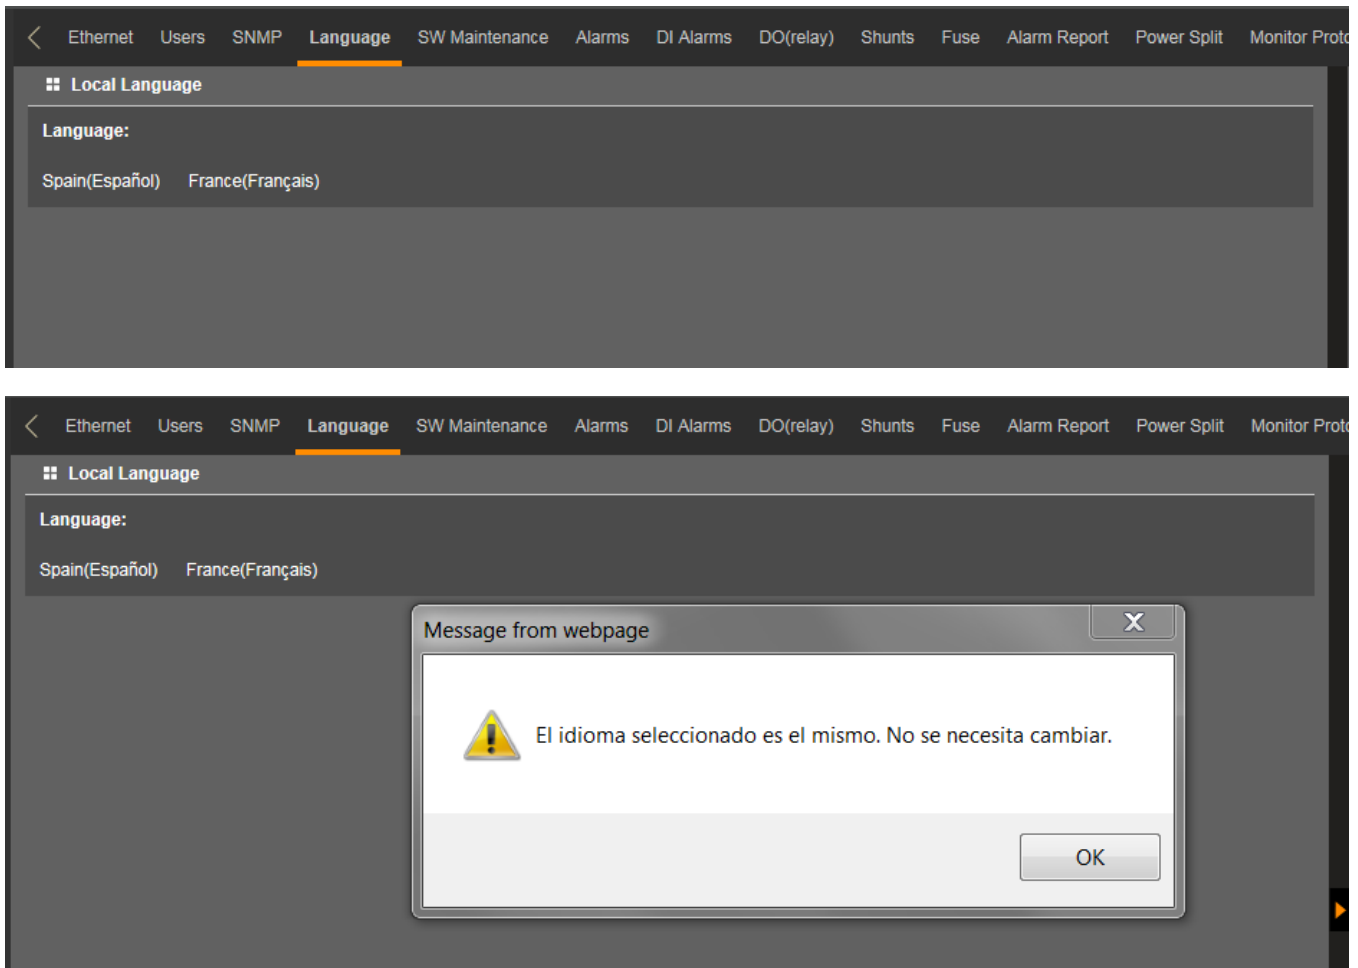 Ethernet Users SNMP Language SW Maintenance Alarms DI Alarms DO(relay) Shunts Fuse Alarm Report Power Split Monitor
Local Language
Language:
Spain(Español) France(Français)
Ethernet Users SNMP Language SW Maintenance Alarms DI Alarms DO(relay) Shunts Fuse Alarm Report Power Split Monitor
Local Language
Language:
Spain(Español) France(Français)
Message from webpage
X
El idioma seleccionado es el mismo. No se necesita cambiar.
OK